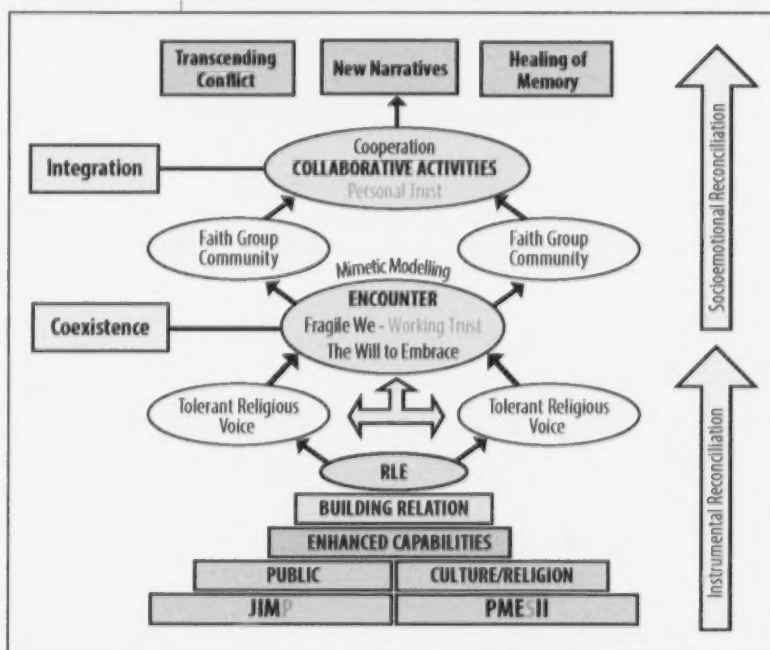 Transcending
Conflict
New Narratives
Healing of
Memory
Integration
Cooperation
COLLABORATIVE ACTIVITIES
Personal Trust
Faith Group
Community
Faith Group
Community
Mimetic Modelling
Coexistence
ENCOUNTER
Fragile We - Working Trust
The Will to Embrace
Tolerant Religious
Voice
Tolerant Religious
Voice
RLE
BUILDING RELATION
ENHANCED CAPABILITIES
PUBLIC
CULTURE/RELIGION
JIMP
PMESII
Socioemotional Reconciliation
Instrumental Reconciliation